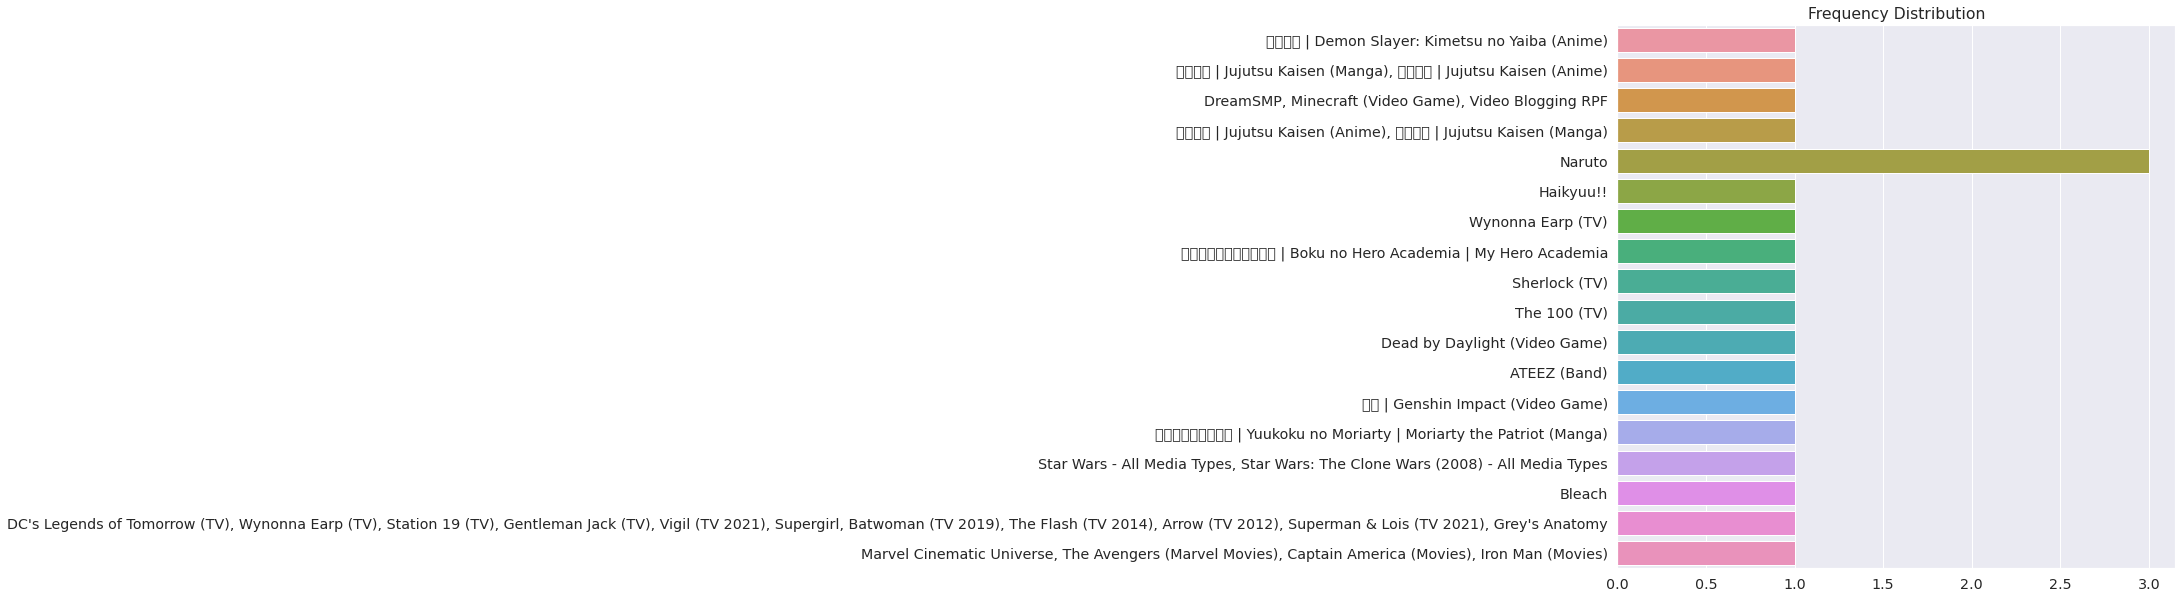 Frequency Distribution
| Demon Slayer: Kimetsu no Yaiba (Anime)
| Jujutsu Kaisen (Manga), | Jujutsu Kaisen (Anime)
DreamSMP, Minecraft (Video Game), Video Blogging RPF
| Jujutsu Kaisen (Anime), | Jujutsu Kaisen (Manga)
Naruto
Haikyuu!!
Wynonna Earp (TV)
| Boku no Hero Academia | My Hero Academia
Sherlock (TV)
The 100 (TV)
Dead by Daylight (Video Game)
ATEEZ (Band)
| Genshin Impact (Video Game)
| Yuukoku no Moriarty | Moriarty the Patriot (Manga)
Star Wars - All Media Types, Star Wars: The Clone Wars (2008) - All Media Types
Bleach
DC's Legends of Tomorrow (TV), Wynonna Earp (TV), Station 19 (TV), Gentleman Jack (TV), Vigil (TV 2021), Supergirl, Batwoman (TV 2019), The Flash (TV 2014), Arrow (TV 2012), Superman & Lois (TV 2021), Grey's Anatomy
Marvel Cinematic Universe, The Avengers (Marvel Movies), Captain America (Movies), Iron Man (Movies)
0.0 0.5 1.0 1.5 2.0 2.5 3.0